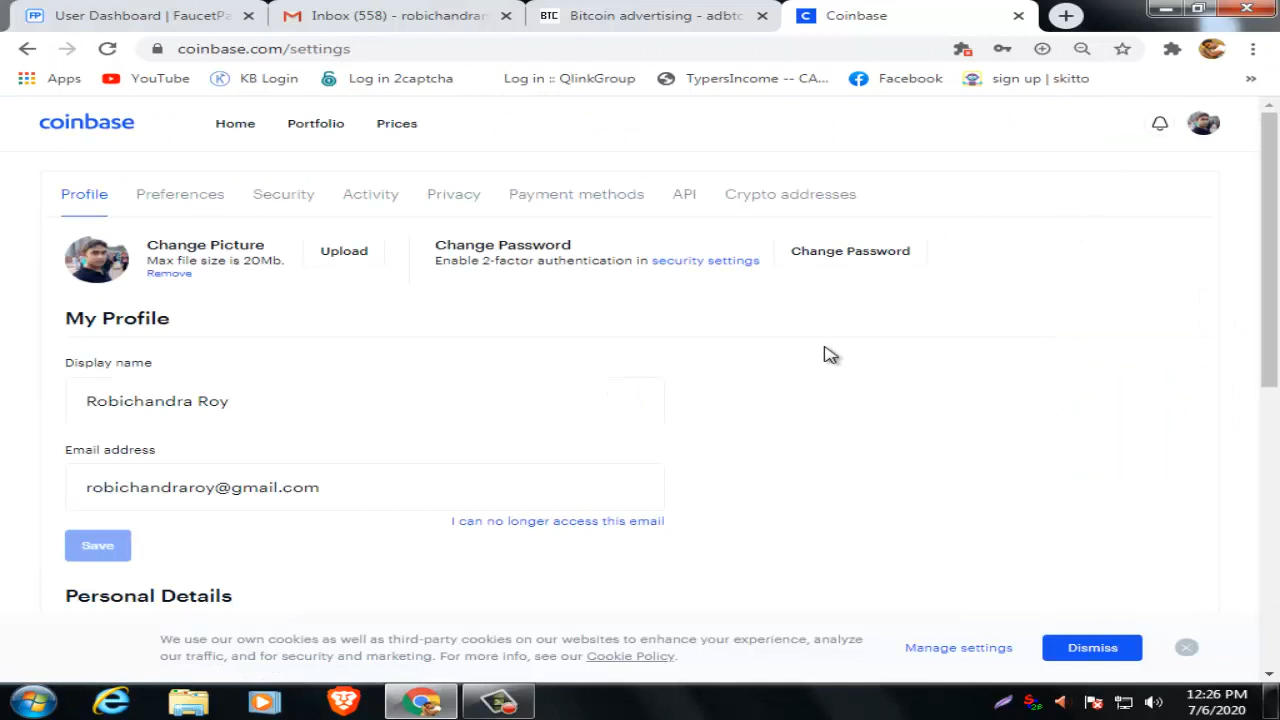 User Dashboard | FaucetPa
Inbox (558) - robichandra
BTC Bitcoin advertising - adbtc
Coinbase
coinbase.com/settings
Apps
YouTube
KB Login
Log in 2captcha
Log in :: QlinkGroup
TypersIncome -- CA...
Facebook
sign up | skitto
coinbase
Home
Portfolio
Prices
Profile
Preferences
Security
Activity
Privacy
Payment methods
API
Crypto addresses
Change Picture
Max file size is 20Mb.
Remove
Upload
Change Password
Enable 2-factor authentication in security settings
Change Password
My Profile
Display name
Robichandra Roy
Email address
robichandraroy@gmail.com
I can no longer access this email
Save
Personal Details
We use our own cookies as well as third-party cookies on our websites to enhance your experience, analyze
our traffic, and for security and marketing. For more info, see our Cookie Policy.
Manage settings
Dismiss
12:26 PM
7/6/2020